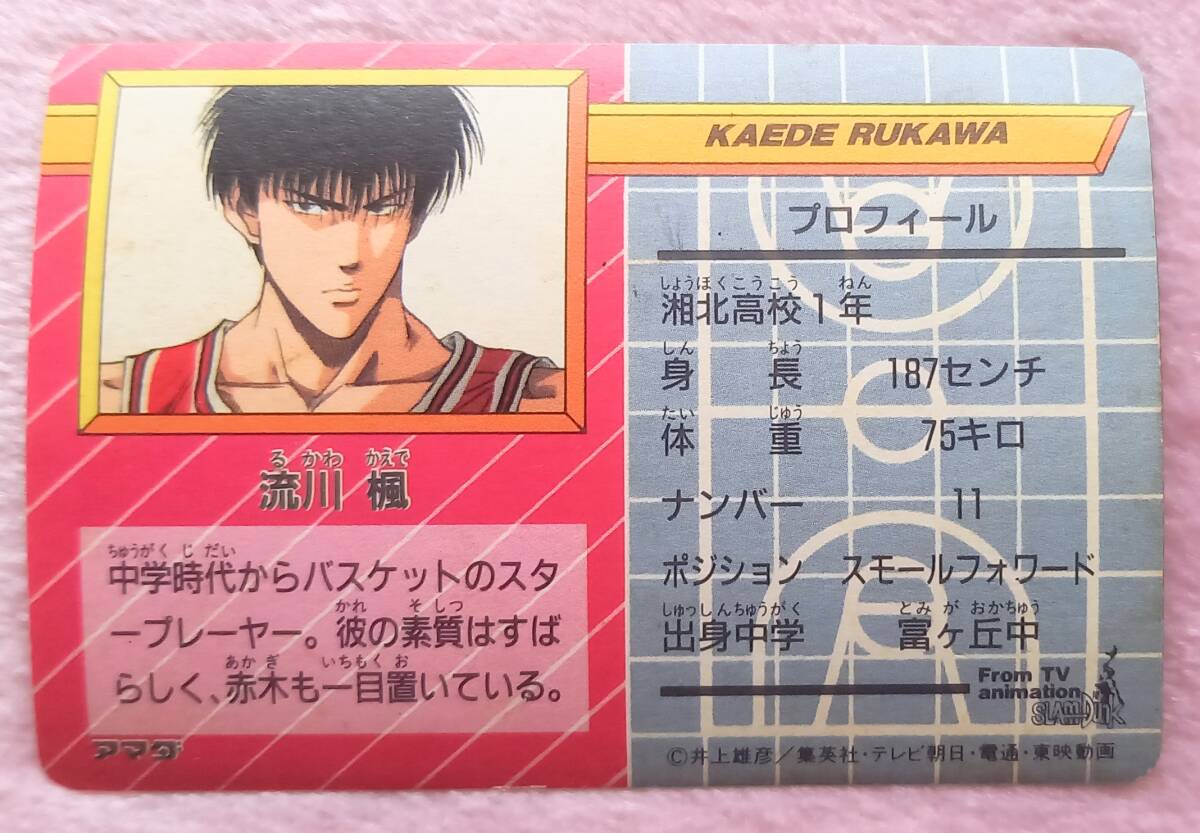 KAEDE RUKAWA
るかわ かえで
流川 楓
ちゅうがくじだい
中学時代からバスケットのスタ
ープレーヤー。彼の素質はすば
かれ そしつ
らしく、赤木も一目置いている。
あかぎ いちもくお
アマダ
プロフィール
しょうほくこうこう ねん
湘北高校1年
しん ちょう
身 長 187センチ
たい じゅう
体 重 75キロ
ナンバー 11
ポジション スモールフォワード
しゅっしんちゅうがく とみがおかちゅう
出身中学 富ヶ丘中
From TV
animation
SLAM DUNK
©井上雄彦/集英社・テレビ朝日・電通・東映動画